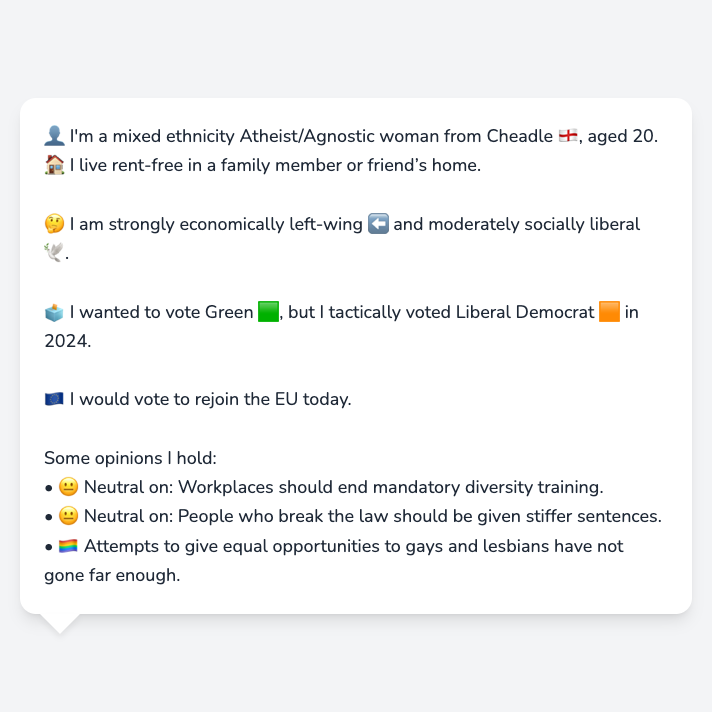 👤 I'm a mixed ethnicity Atheist/Agnostic woman from Cheadle 🏴󠁧󠁢󠁥󠁮󠁧󠁿, aged 20.
🏠 I live rent-free in a family member or friend’s home.
🤔 I am strongly economically left-wing ⬅️ and moderately socially liberal
🕊️.
🗳️ I wanted to vote Green 🟩, but I tactically voted Liberal Democrat 🟧 in
2024.
🇪🇺 I would vote to rejoin the EU today.
Some opinions I hold:
• 😐 Neutral on: Workplaces should end mandatory diversity training.
• 😐 Neutral on: People who break the law should be given stiffer sentences.
• 🏳️‍🌈 Attempts to give equal opportunities to gays and lesbians have not
gone far enough.